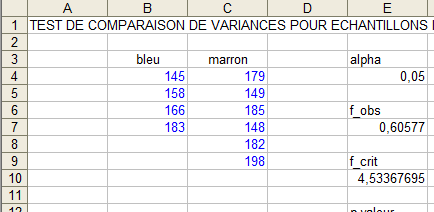 A B C D E
1 TEST DE COMPARAISON DE VARIANCES POUR ECHANTILLONS
2
3 bleu marron alpha
4 145 179 0,05
5 158 149
6 166 185 f_obs
7 183 148 0,60577
8 182
9 198 f_crit
10 4,53367695
11
12 p valeur